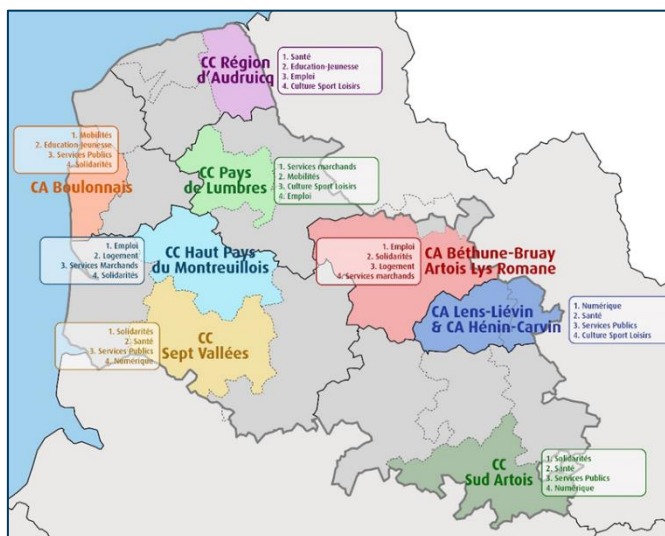 CC Région
d'Audruicq
1. Santé
2. Education-Jeunesse
3. Emploi
4. Culture Sport Loisirs
1. Mobilités
2. Education-Jeunesse
3. Services Publics
4. Solidarités
CA Boulonnais
CC Pays
de Lumbres
1. Services marchands
2. Mobilités
3. Culture Sport Loisirs
4. Emploi
1. Emploi
2. Logement
3. Services Marchands
4. Solidarités
CC Haut Pays
du Montreuillois
1. Emploi
2. Solidarités
3. Logement
4. Services marchands
CA Béthune-Bruay
Artois Lys Romane
CA Lens-Liévin
& CA Hénin-Carvin
1. Numérique
2. Santé
3. Services Publics
4. Culture Sport Loisirs
1. Solidarités
2. Santé
3. Services Publics
4. Numérique
CC
Sept Vallées
CC
Sud Artois
1. Solidarités
2. Santé
3. Services Publics
4. Numérique